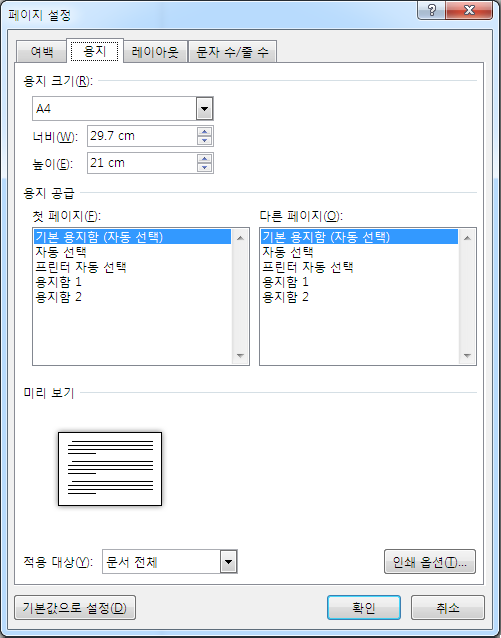 페이지 설정
여백 용지 레이아웃 문자 수/줄 수
용지 크기(R):
A4
너비(W): 29.7 cm
높이(E): 21 cm
용지 공급
첫 페이지(F): 다른 페이지(O):
기본 용지함 (자동 선택) 기본 용지함 (자동 선택)
자동 선택 자동 선택
프린터 자동 선택 프린터 자동 선택
용지함 1 용지함 1
용지함 2 용지함 2
미리 보기
적용 대상(Y): 문서 전체 인쇄 옵션(T)...
기본값으로 설정(D) 확인 취소